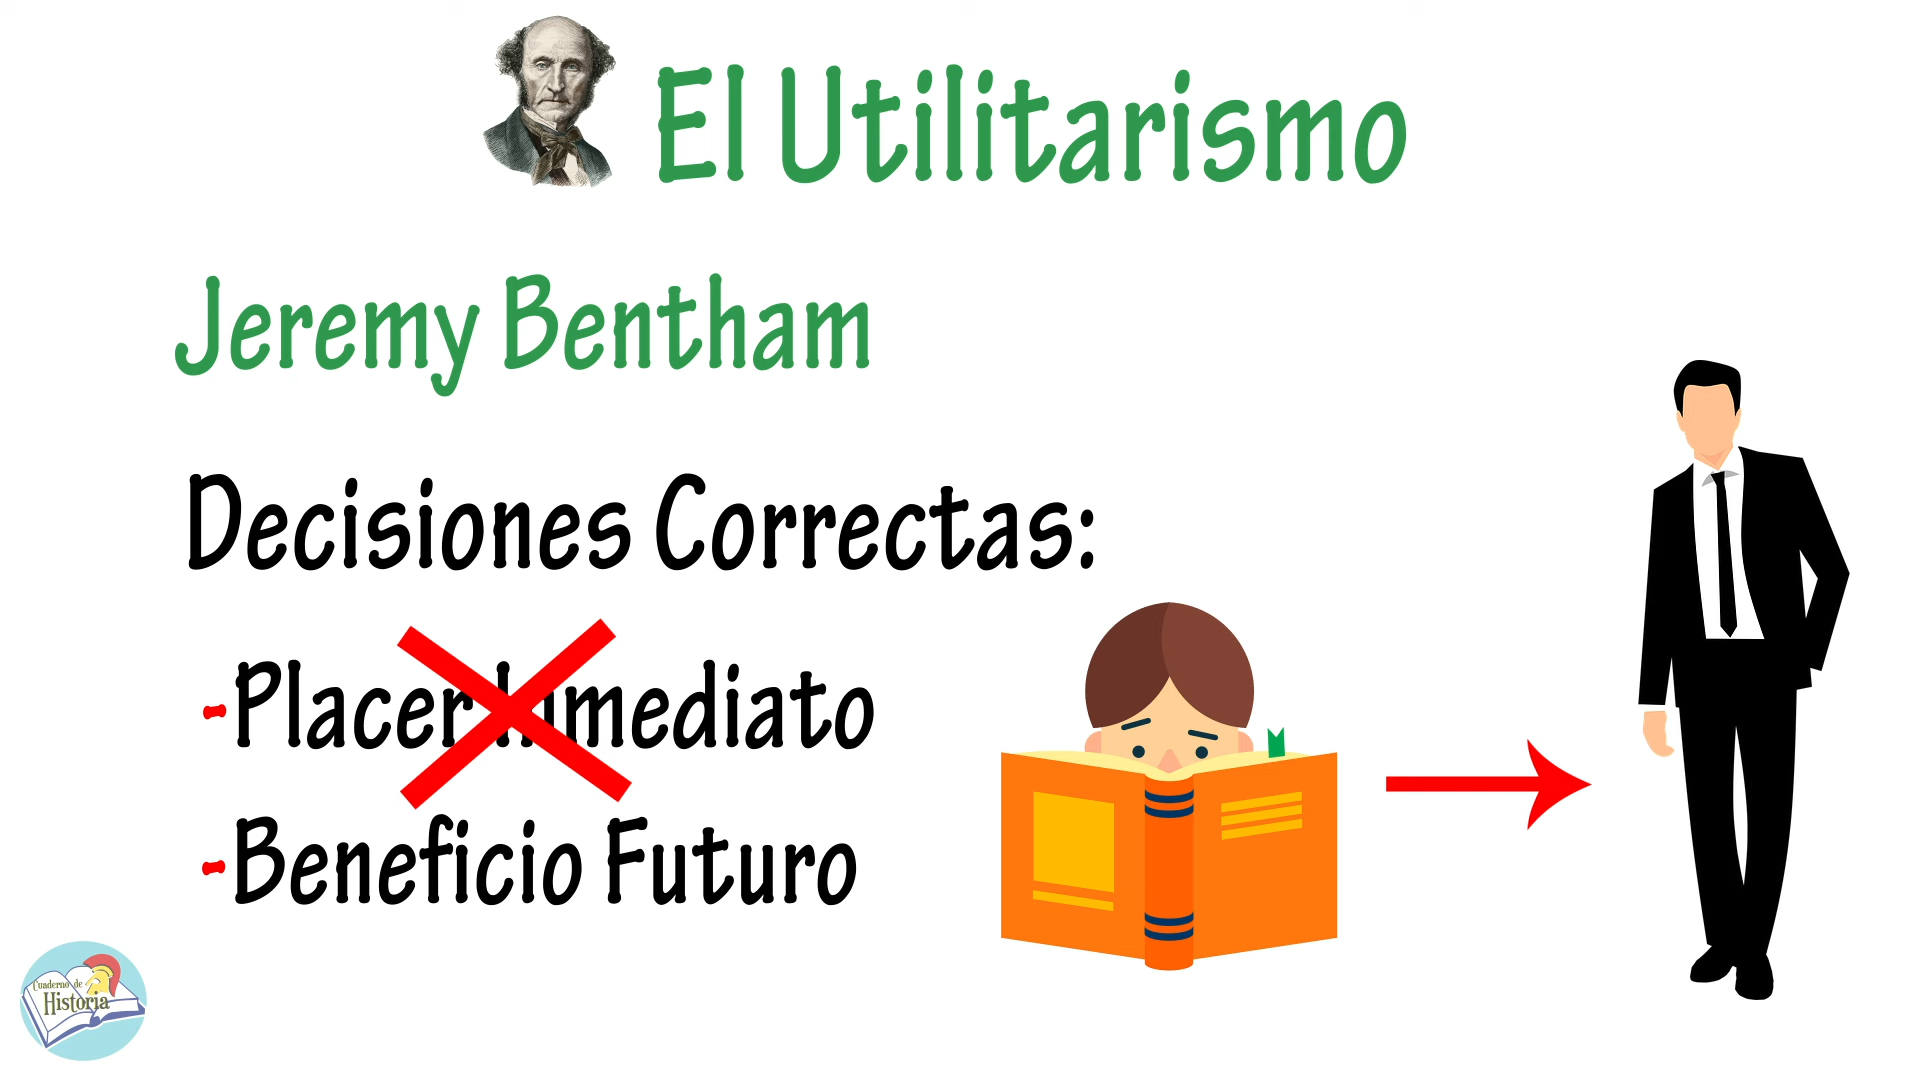 El Utilitarismo
Jeremy Bentham
Decisiones Correctas:
-Placer Inmediato
-Beneficio Futuro
Cuaderno de
Historia